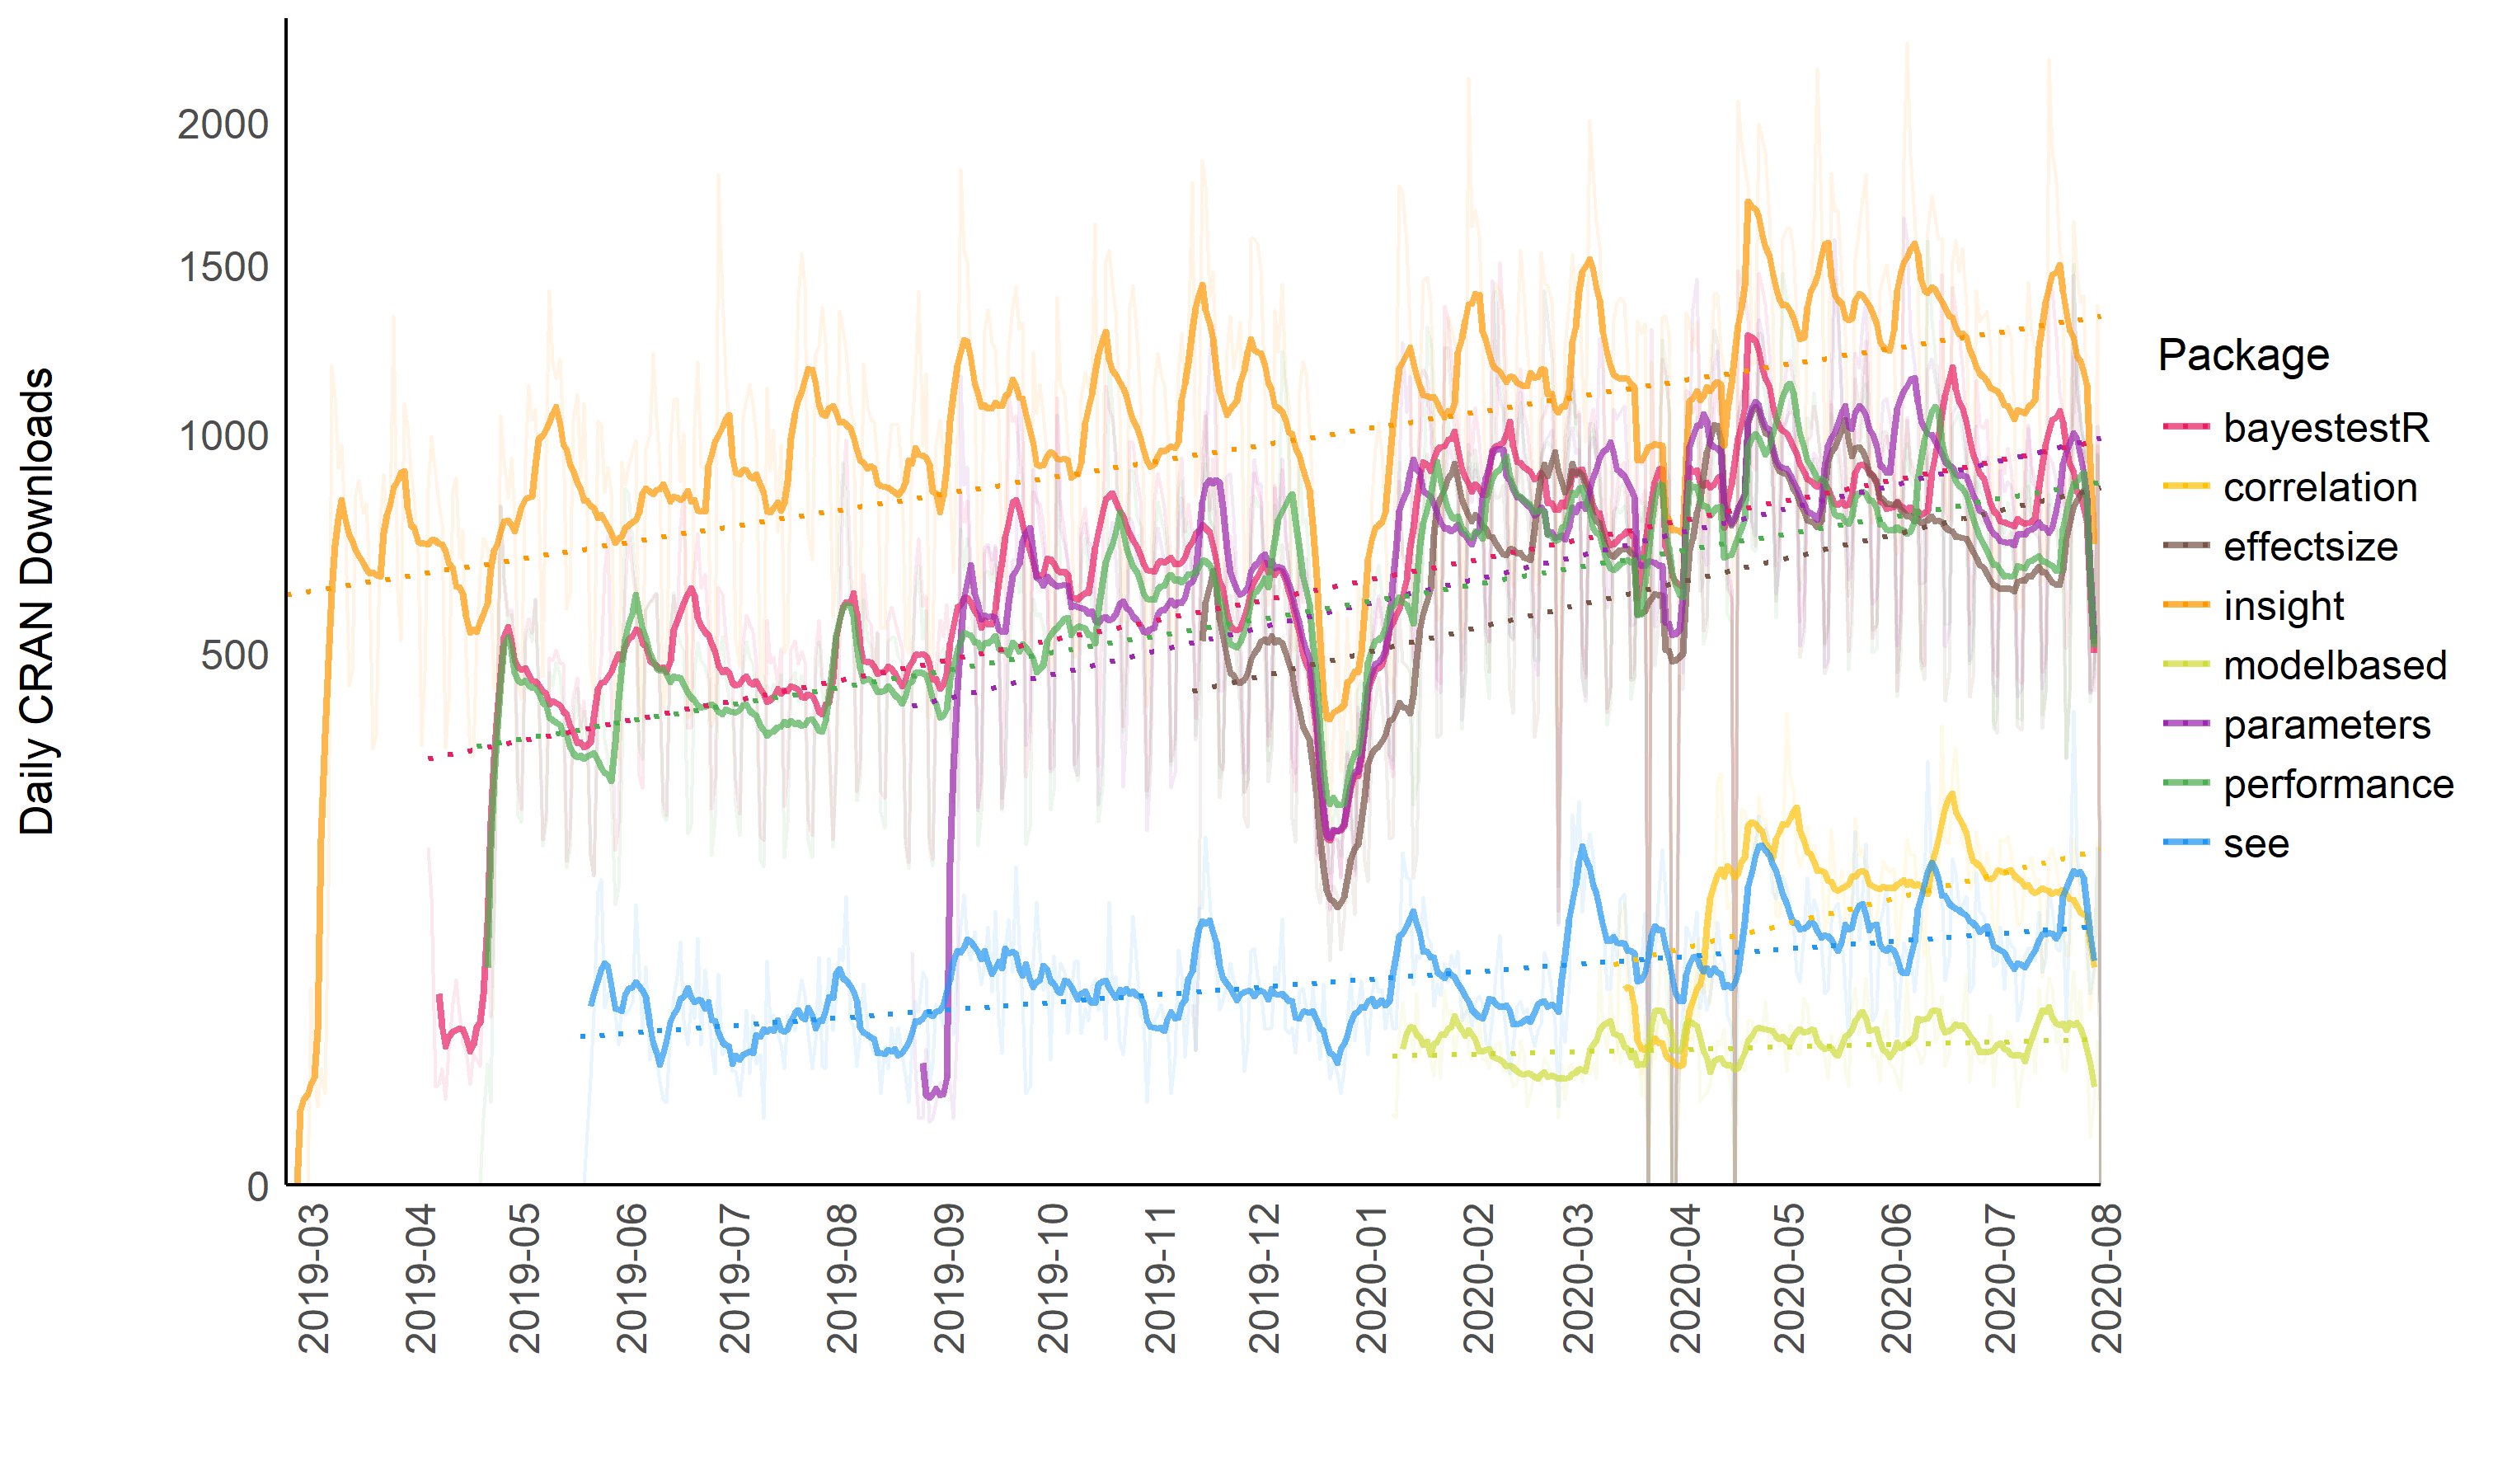 Daily CRAN Downloads
2000
1500
1000
500
0
2019-03
2019-04
2019-05
2019-06
2019-07
2019-08
2019-09
2019-10
2019-11
2019-12
2020-01
2020-02
2020-03
2020-04
2020-05
2020-06
2020-07
2020-08
Package
bayestestR
correlation
effectsize
insight
modelbased
parameters
performance
see